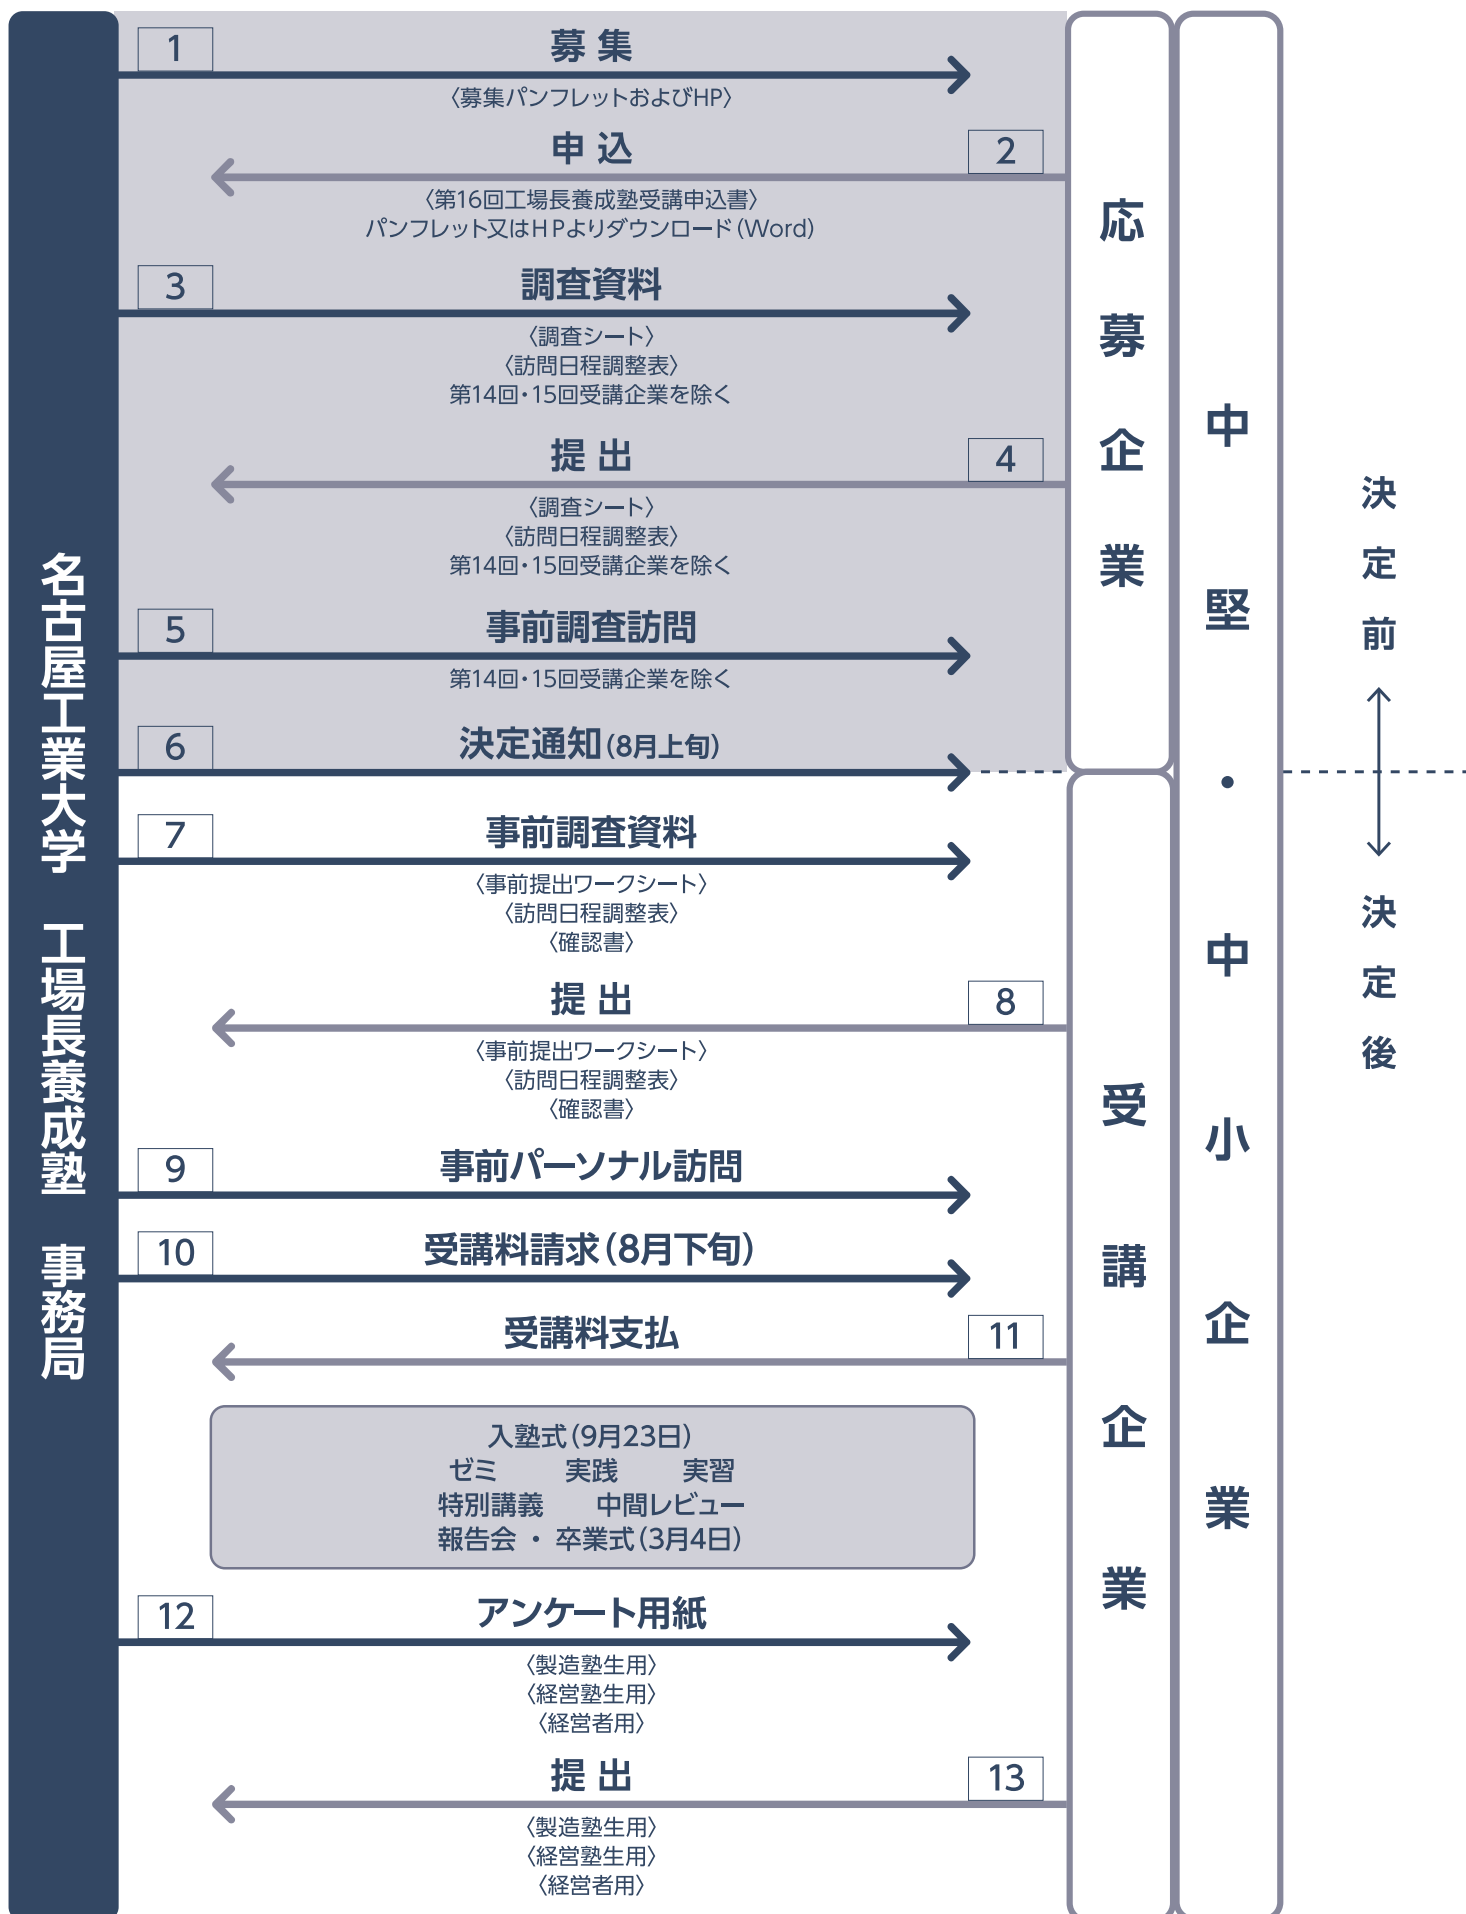 名古屋工業大学 工場長養成塾 事務局
1
募 集
〈募集パンフレットおよびHP〉
申 込
2
〈第16回工場長養成塾受講申込書〉
パンフレット又はＨＰよりダウンロード(Word)
3
調査資料
〈調査シート〉
〈訪問日程調整表〉
第14回・15回受講企業を除く
提 出
4
〈調査シート〉
〈訪問日程調整表〉
第14回・15回受講企業を除く
5
事前調査訪問
第14回・15回受講企業を除く
6
決定通知(8月上旬)
7
事前調査資料
〈事前提出ワークシート〉
〈訪問日程調整表〉
〈確認書〉
提 出
8
〈事前提出ワークシート〉
〈訪問日程調整表〉
〈確認書〉
9
事前パーソナル訪問
10
受講料請求(8月下旬)
受講料支払
11
入塾式(9月23日)
ゼミ 実践 実習
特別講義 中間レビュー
報告会 ・ 卒業式(3月4日)
12
アンケート用紙
〈製造塾生用〉
〈経営塾生用〉
〈経営者用〉
提 出
13
〈製造塾生用〉
〈経営塾生用〉
〈経営者用〉
応募企業
受講企業
中堅・中小企業
決定前
決定後